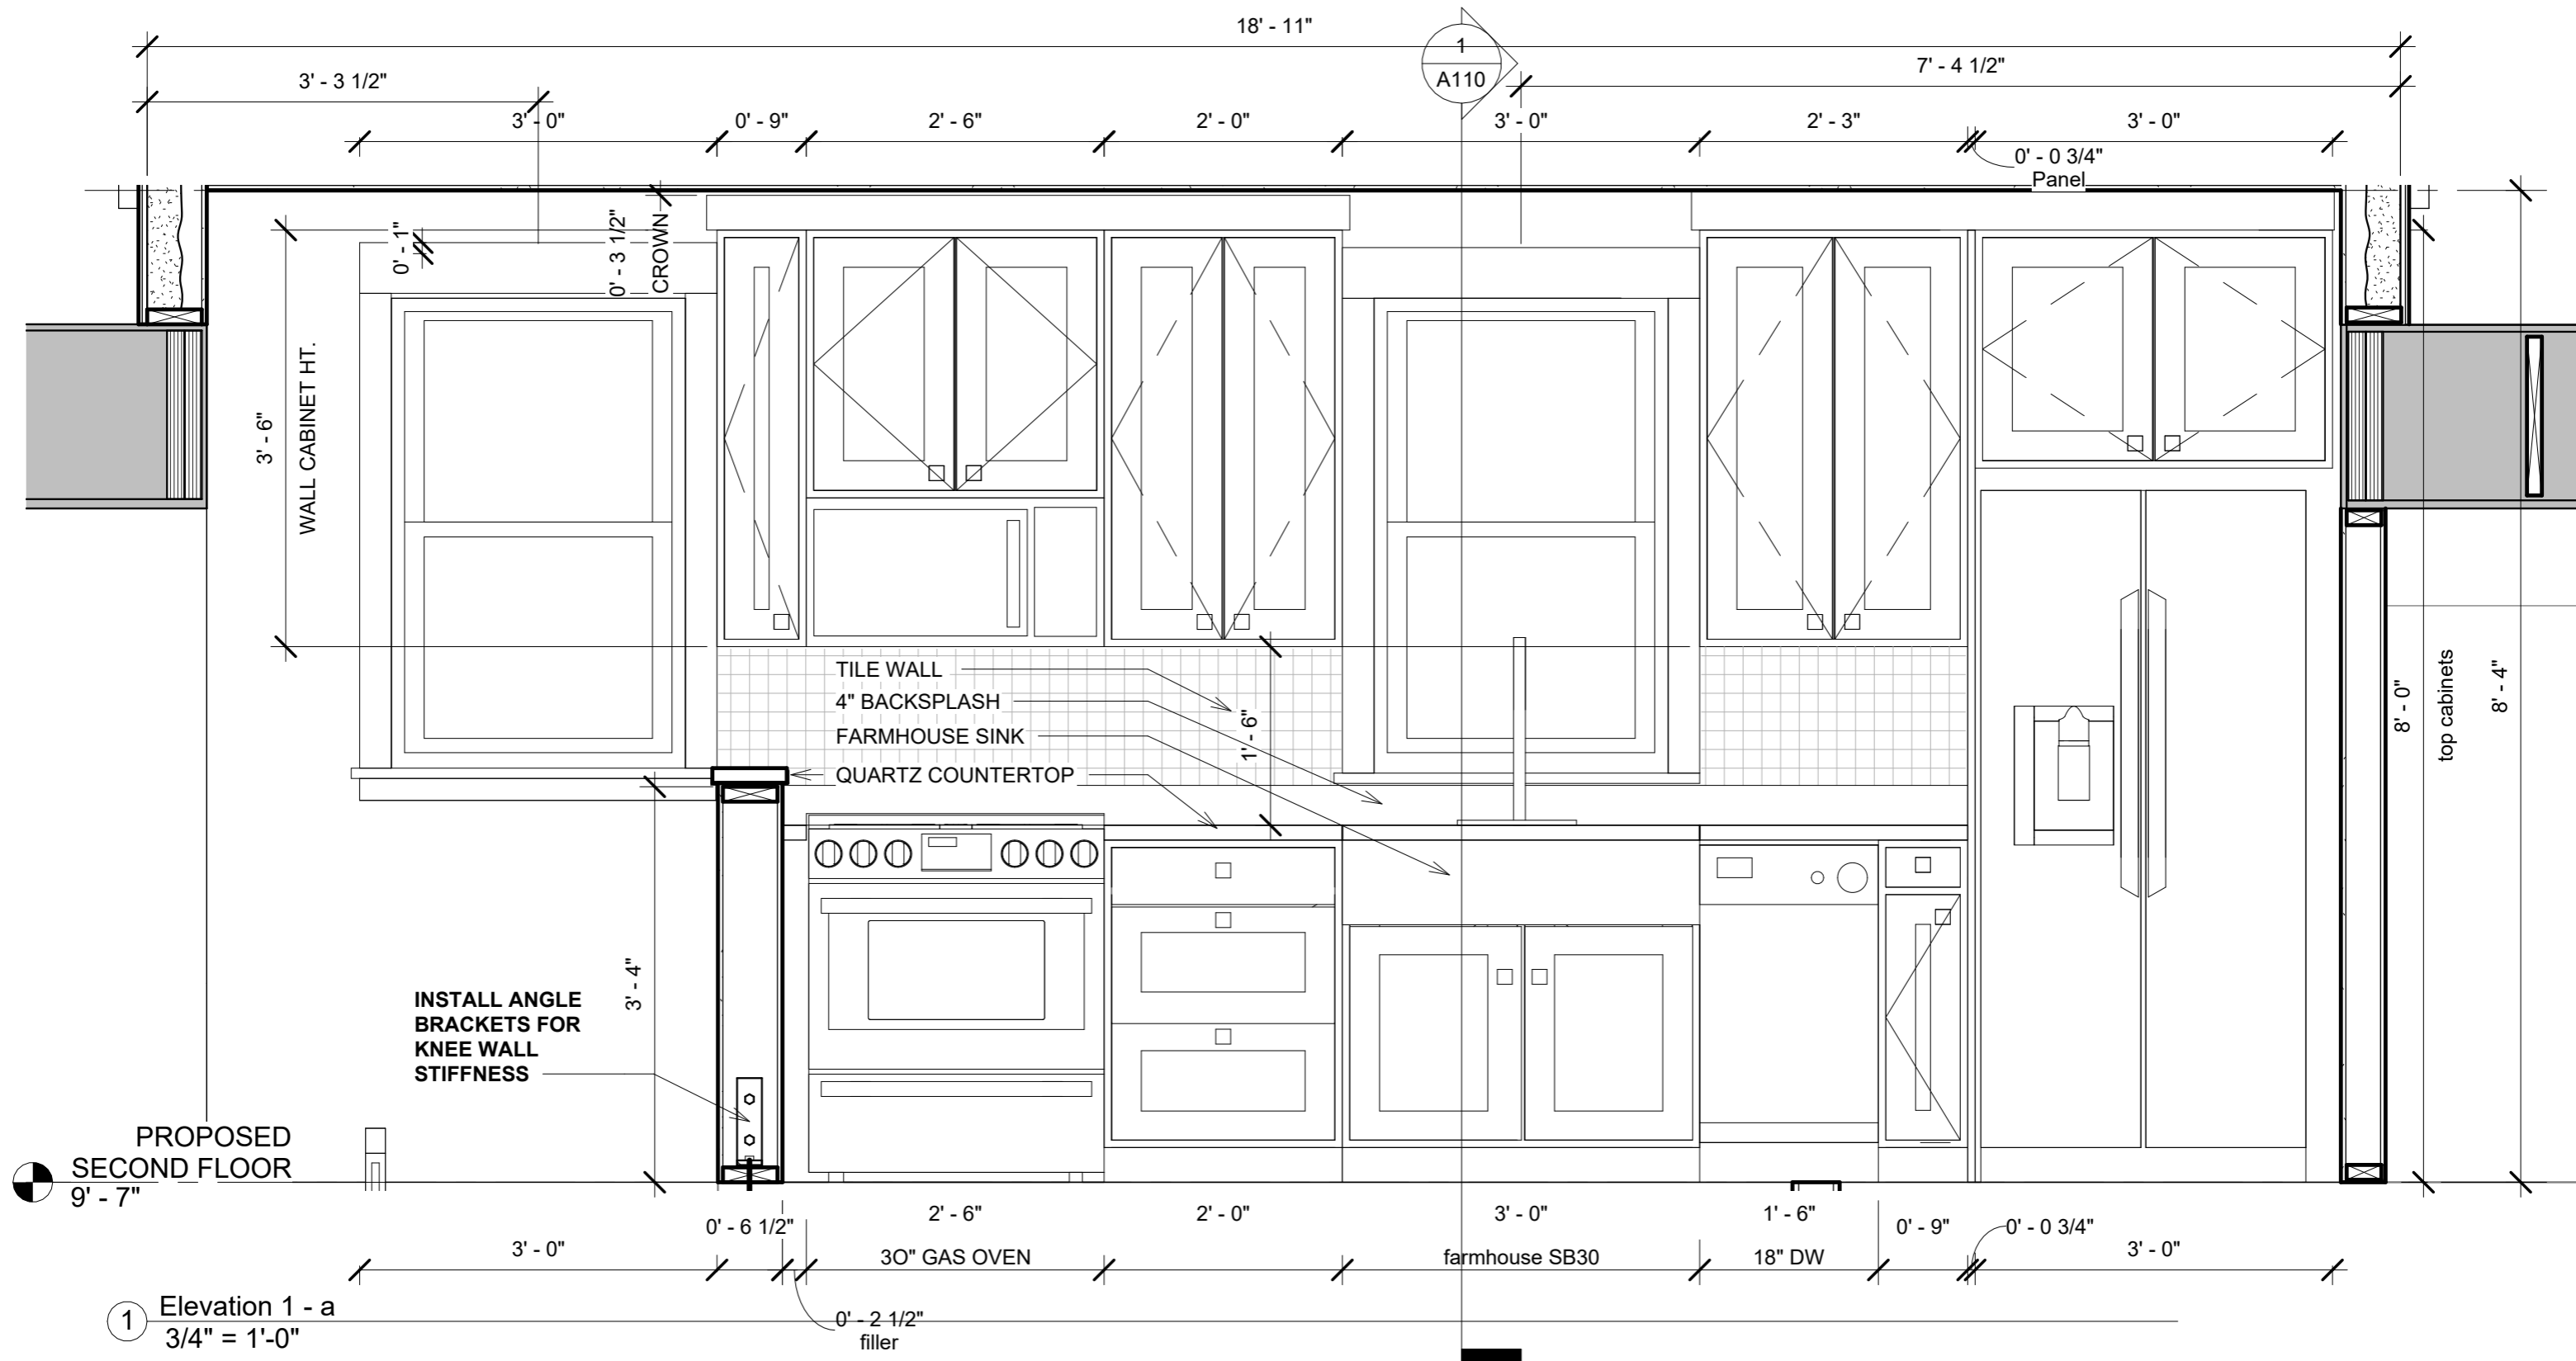 18' - 11"
1
A110
3' - 3 1/2"
7' - 4 1/2"
3' - 0"
0' - 9"
2' - 6"
2' - 0"
3' - 0"
2' - 3"
3' - 0"
0' - 0 3/4"
Panel
0' - 1"
0' - 3 1/2"
CROWN
3' - 6"
WALL CABINET HT.
TILE WALL
4" BACKSPLASH
FARMHOUSE SINK
QUARTZ COUNTERTOP
1' - 6"
8' - 0"
top cabinets
8' - 4"
3' - 4"
INSTALL ANGLE
BRACKETS FOR
KNEE WALL
STIFFNESS
PROPOSED
SECOND FLOOR
9' - 7"
0' - 6 1/2"
2' - 6"
2' - 0"
3' - 0"
1' - 6"
0' - 9"
0' - 0 3/4"
3' - 0"
3O" GAS OVEN
farmhouse SB30
18" DW
3' - 0"
0' - 2 1/2"
filler
1
Elevation 1 - a
3/4" = 1'-0"